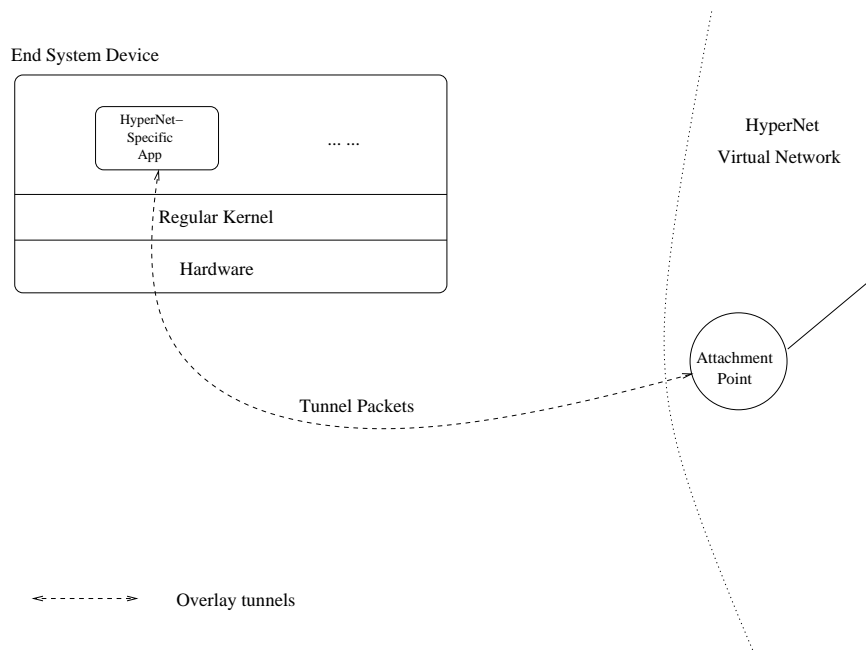 End System Device
HyperNet–
Specific
App
... ...
Regular Kernel
Hardware
HyperNet
Virtual Network
Attachment
Point
Tunnel Packets
Overlay tunnels